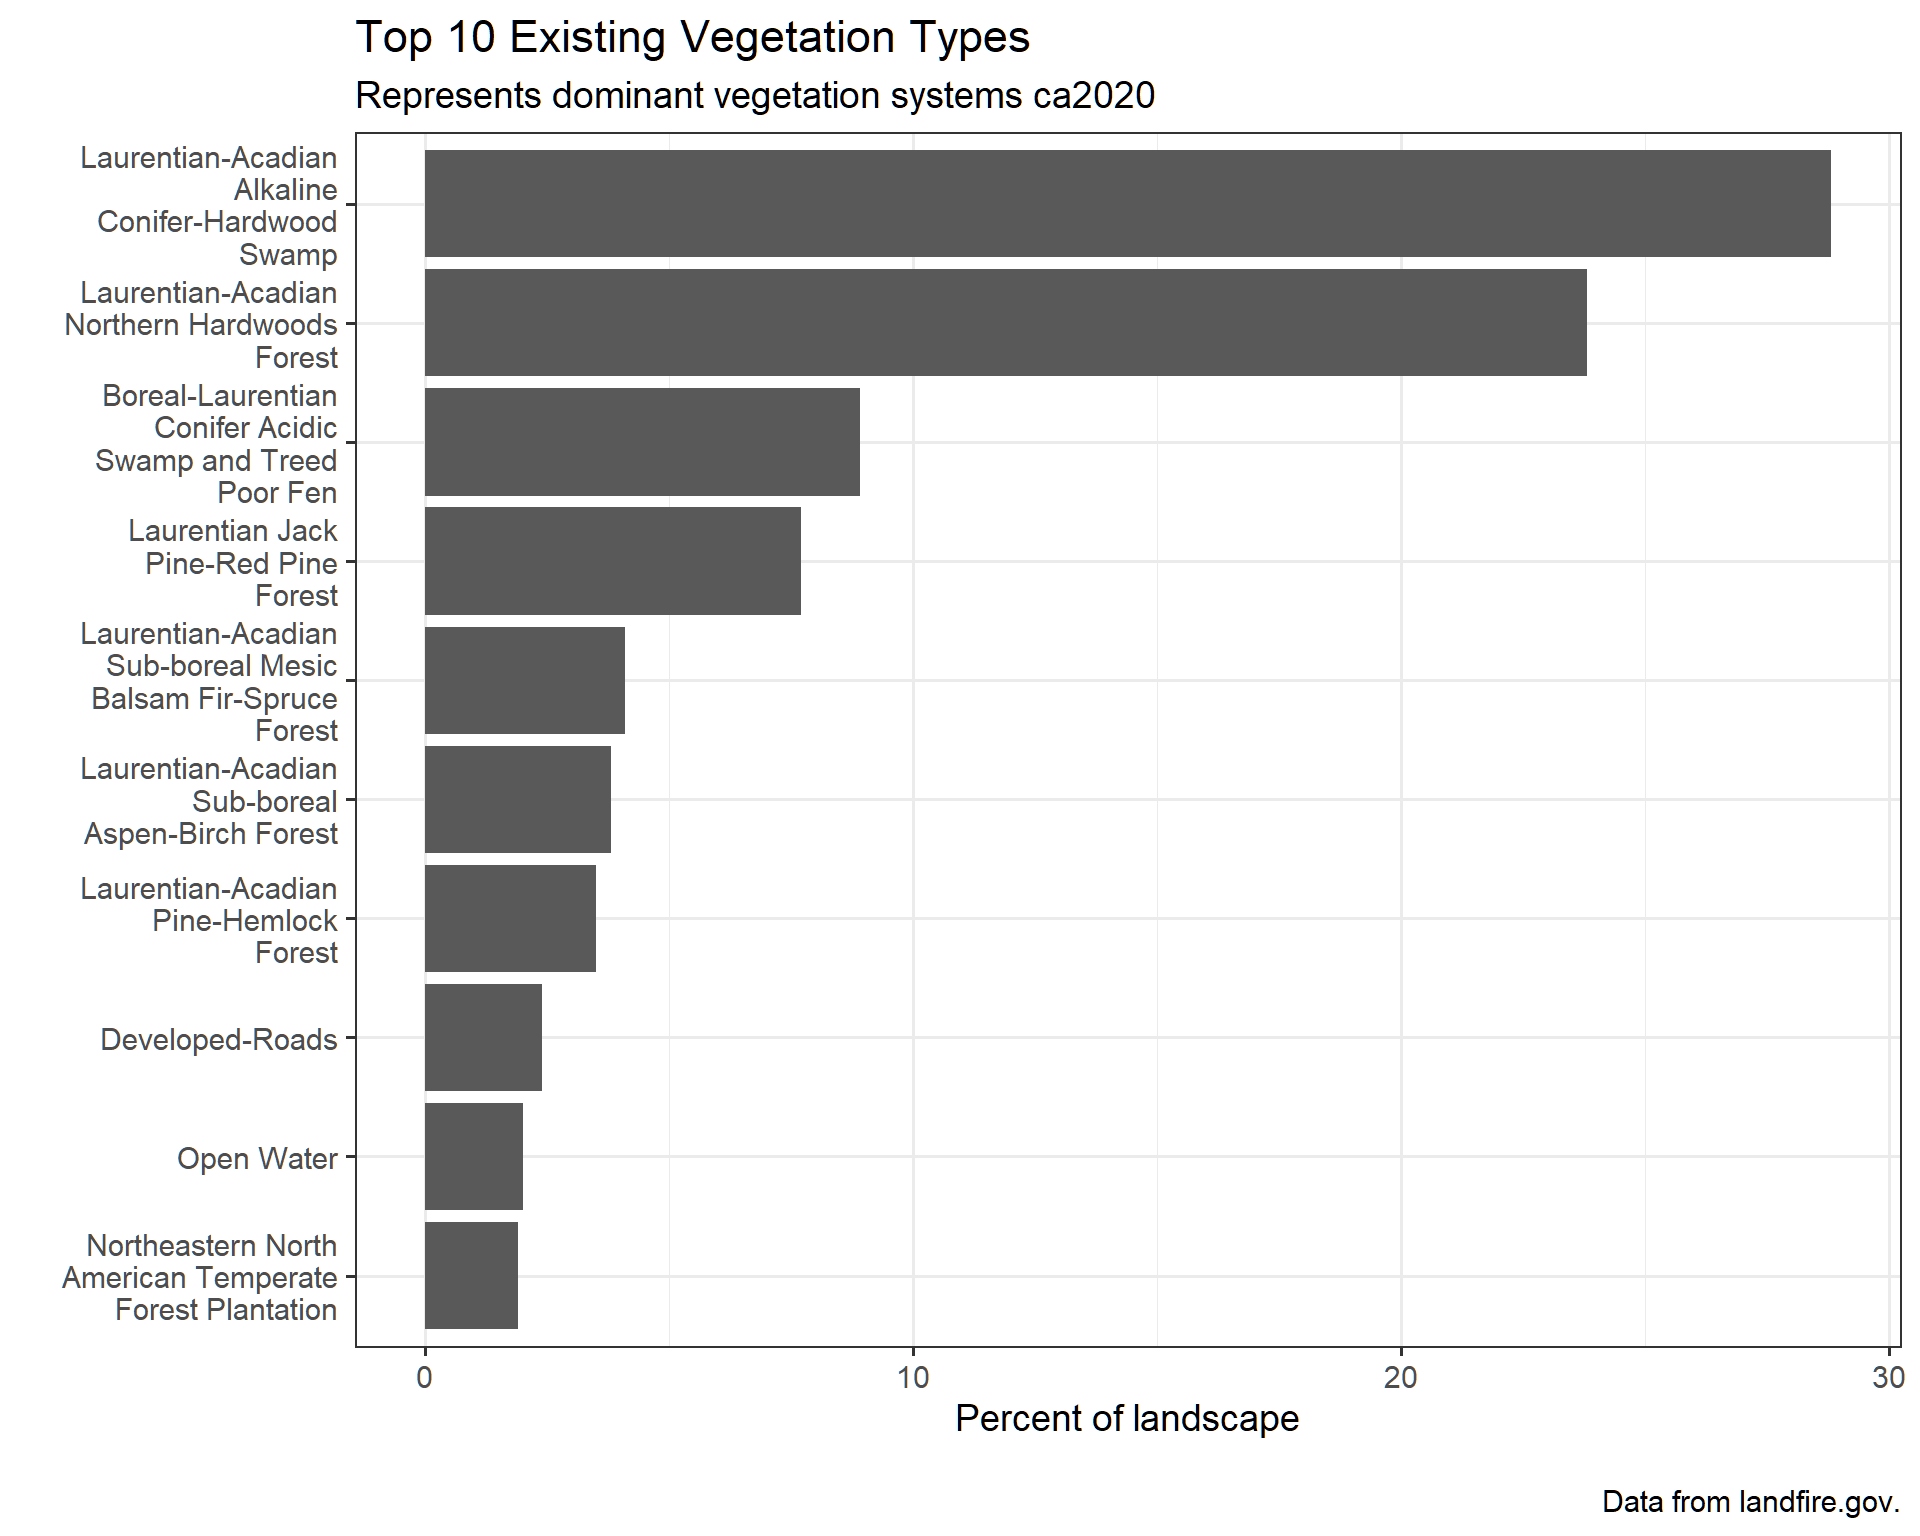 Top 10 Existing Vegetation Types
Represents dominant vegetation systems ca2020
Laurentian-Acadian
Alkaline
Conifer-Hardwood
Swamp
Laurentian-Acadian
Northern Hardwoods
Forest
Boreal-Laurentian
Conifer Acidic
Swamp and Treed
Poor Fen
Laurentian Jack
Pine-Red Pine
Forest
Laurentian-Acadian
Sub-boreal Mesic
Balsam Fir-Spruce
Forest
Laurentian-Acadian
Sub-boreal
Aspen-Birch Forest
Laurentian-Acadian
Pine-Hemlock
Forest
Developed-Roads
Open Water
Northeastern North
American Temperate
Forest Plantation
0 10 20 30
Percent of landscape
Data from landfire.gov.